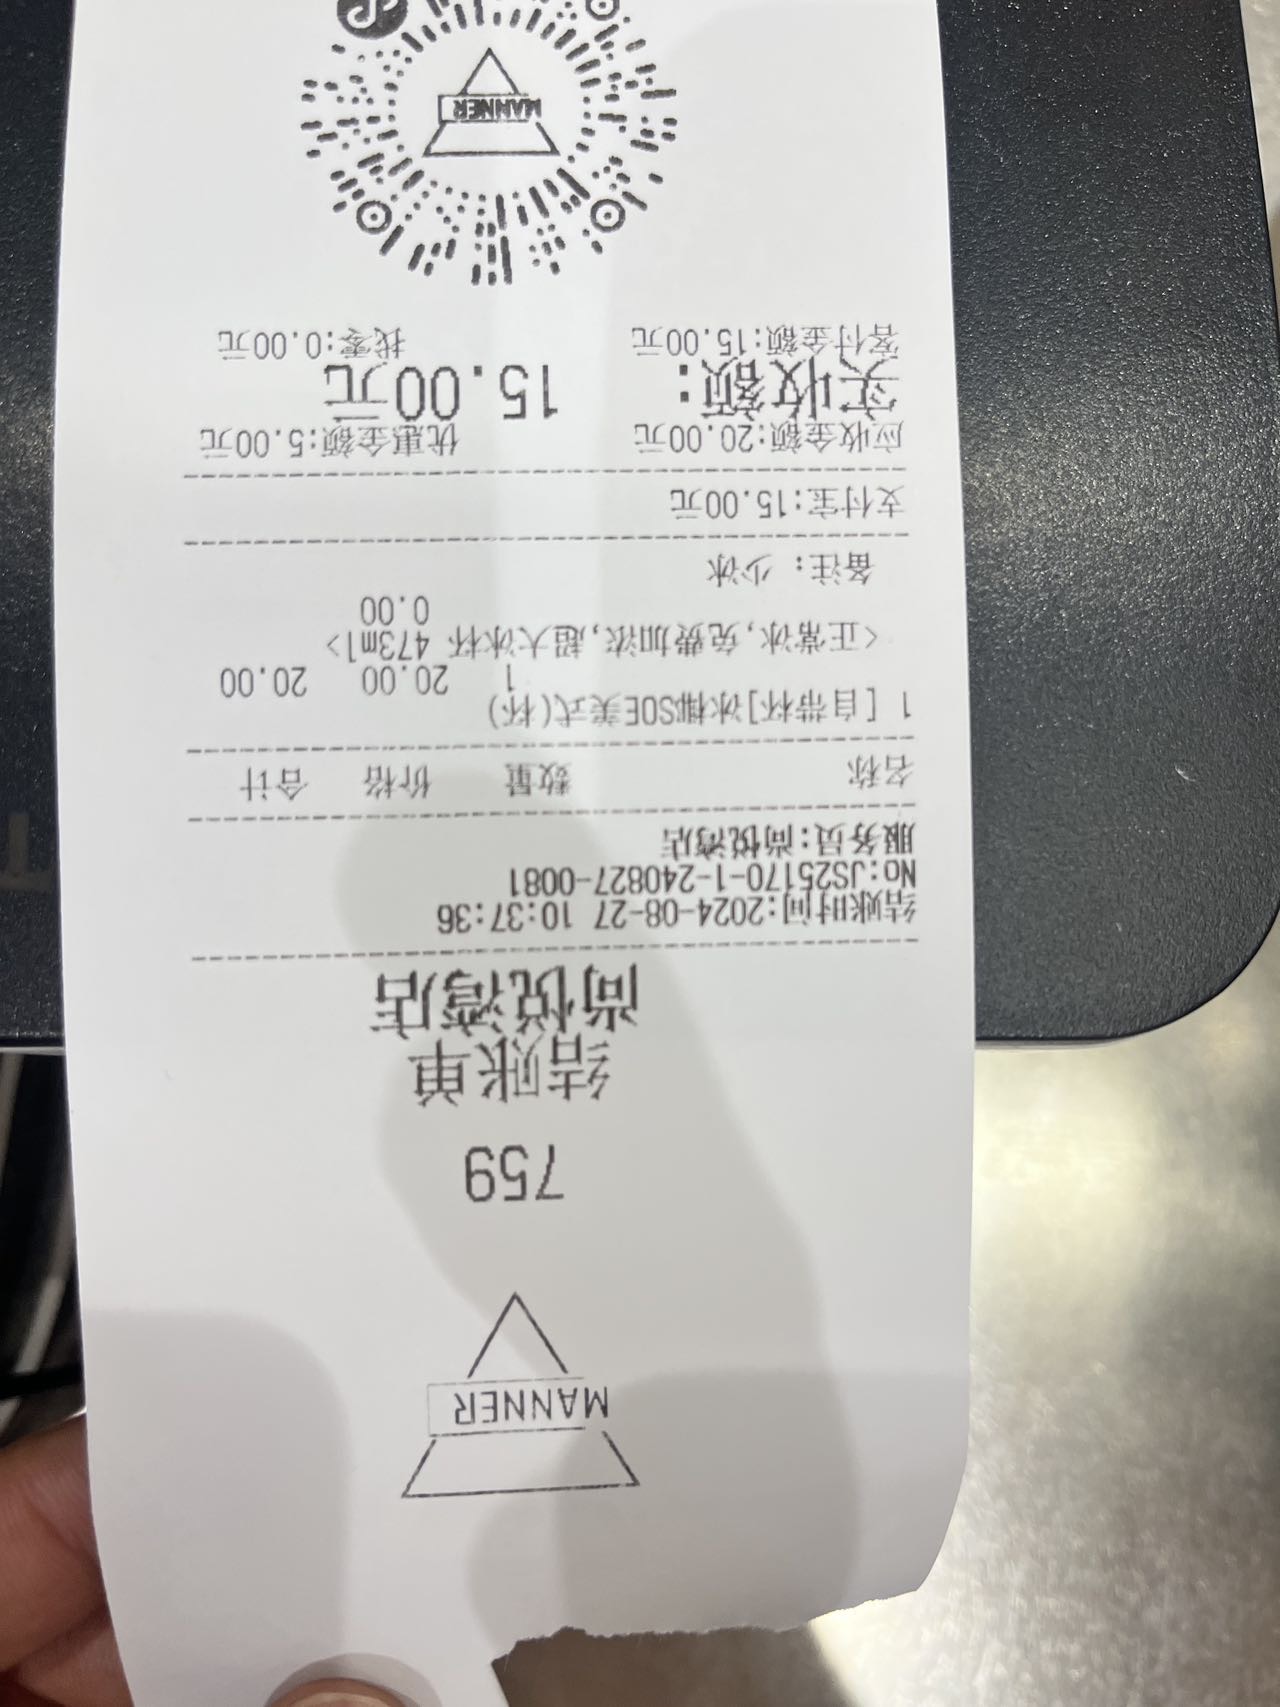 MANNER
759
结账单
尚悦湾店
结账时间:2024-08-27 10:37:36
No:JS25170-1-240827-0081
服务员:尚悦湾店
名称 数量 价格 合计
1 [自带杯]冰椰SOE美式(杯)
1 20.00 20.00
<正常冰,免费加浓,超大冰杯 473ml>
0.00
备注: 少冰
支付宝:15.00元
应收金额:20.00元 优惠金额:5.00元
实收额: 15.00元
客付金额:15.00元 找零:0.00元
MANNER